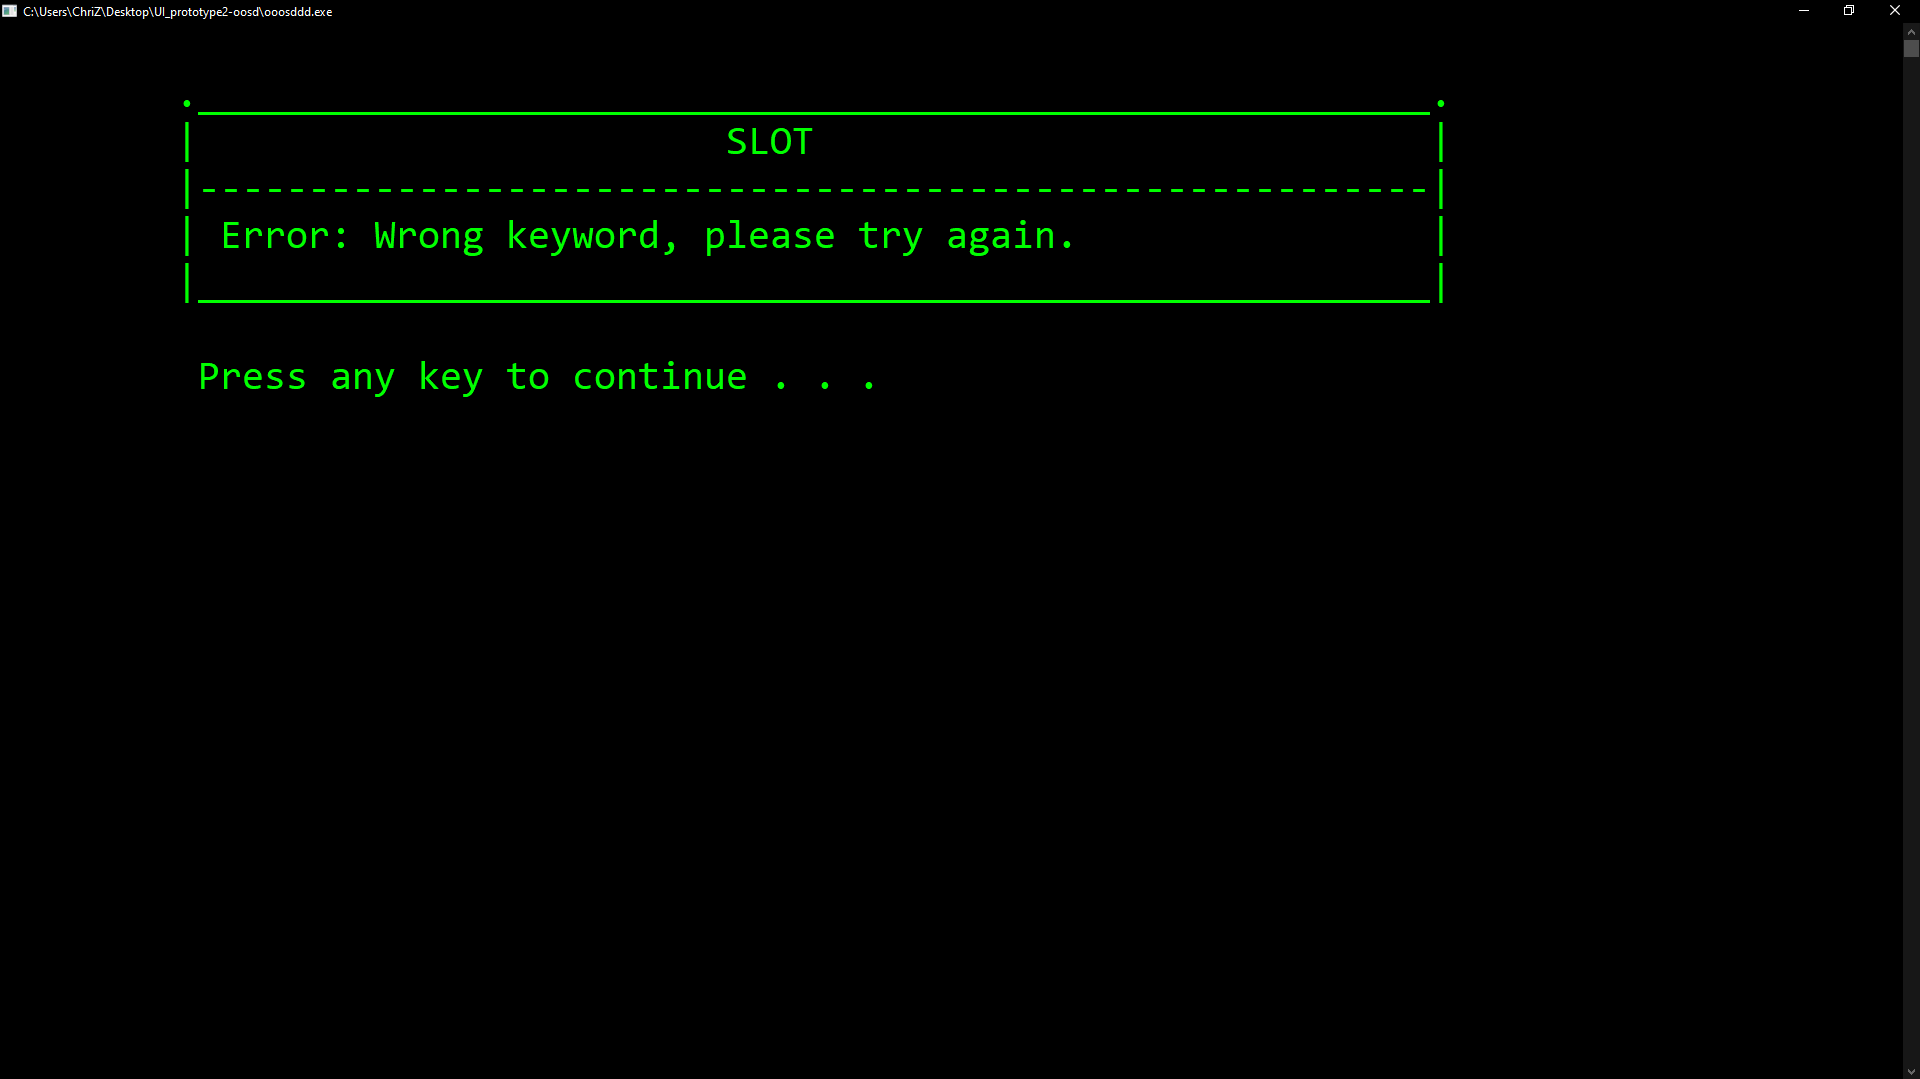 C:\Users\ChriZ\Desktop\UI_prototype2-oosd\ooosddd.exe
SLOT
Error: Wrong keyword, please try again.
Press any key to continue . . .